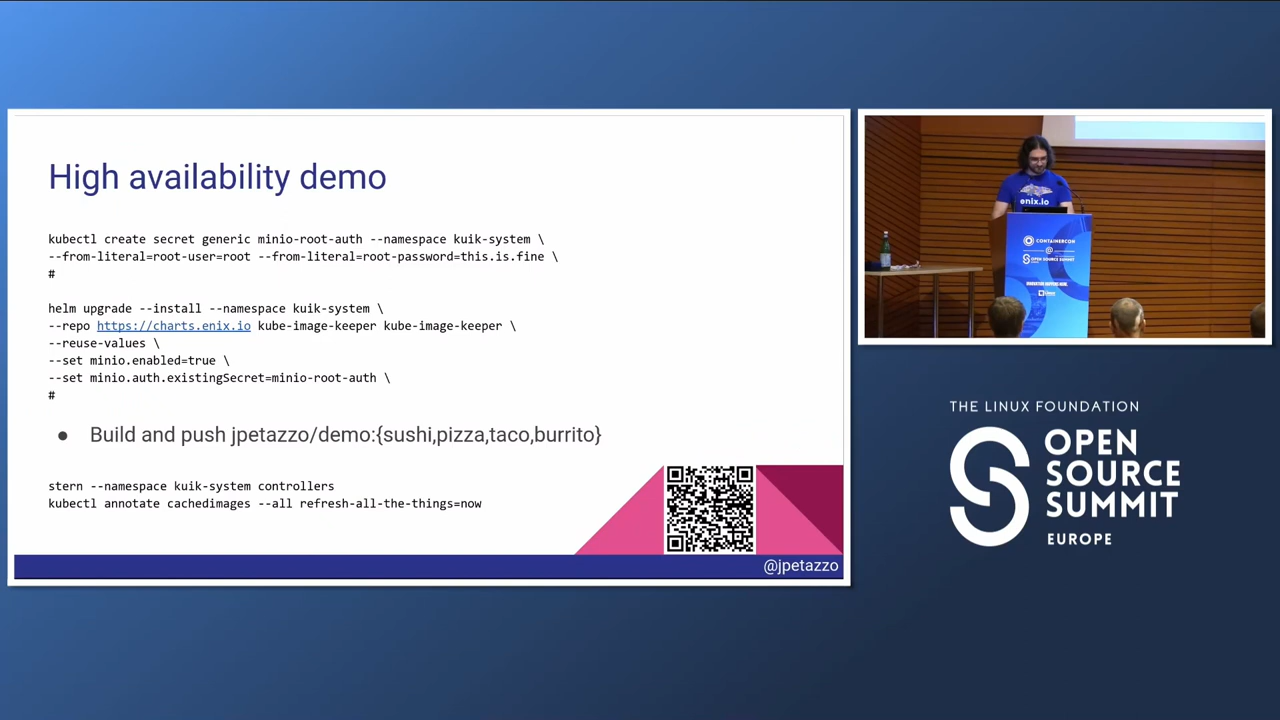 High availability demo
kubectl create secret generic minio-root-auth --namespace kuik-system \
--from-literal=root-user=root --from-literal=root-password=this.is.fine \
#
helm upgrade --install --namespace kuik-system \
--repo https://charts.enix.io kube-image-keeper kube-image-keeper \
--reuse-values \
--set minio.enabled=true \
--set minio.auth.existingSecret=minio-root-auth \
#
● Build and push jpetazzo/demo:{sushi,pizza,taco,burrito}
stern --namespace kuik-system controllers
kubectl annotate cachedimages --all refresh-all-the-things=now
@jpetazzo
enix.io
CONTAINERCON
@
OPEN SOURCE SUMMIT
THE LINUX FOUNDATION
OPEN
SOURCE
SUMMIT
EUROPE